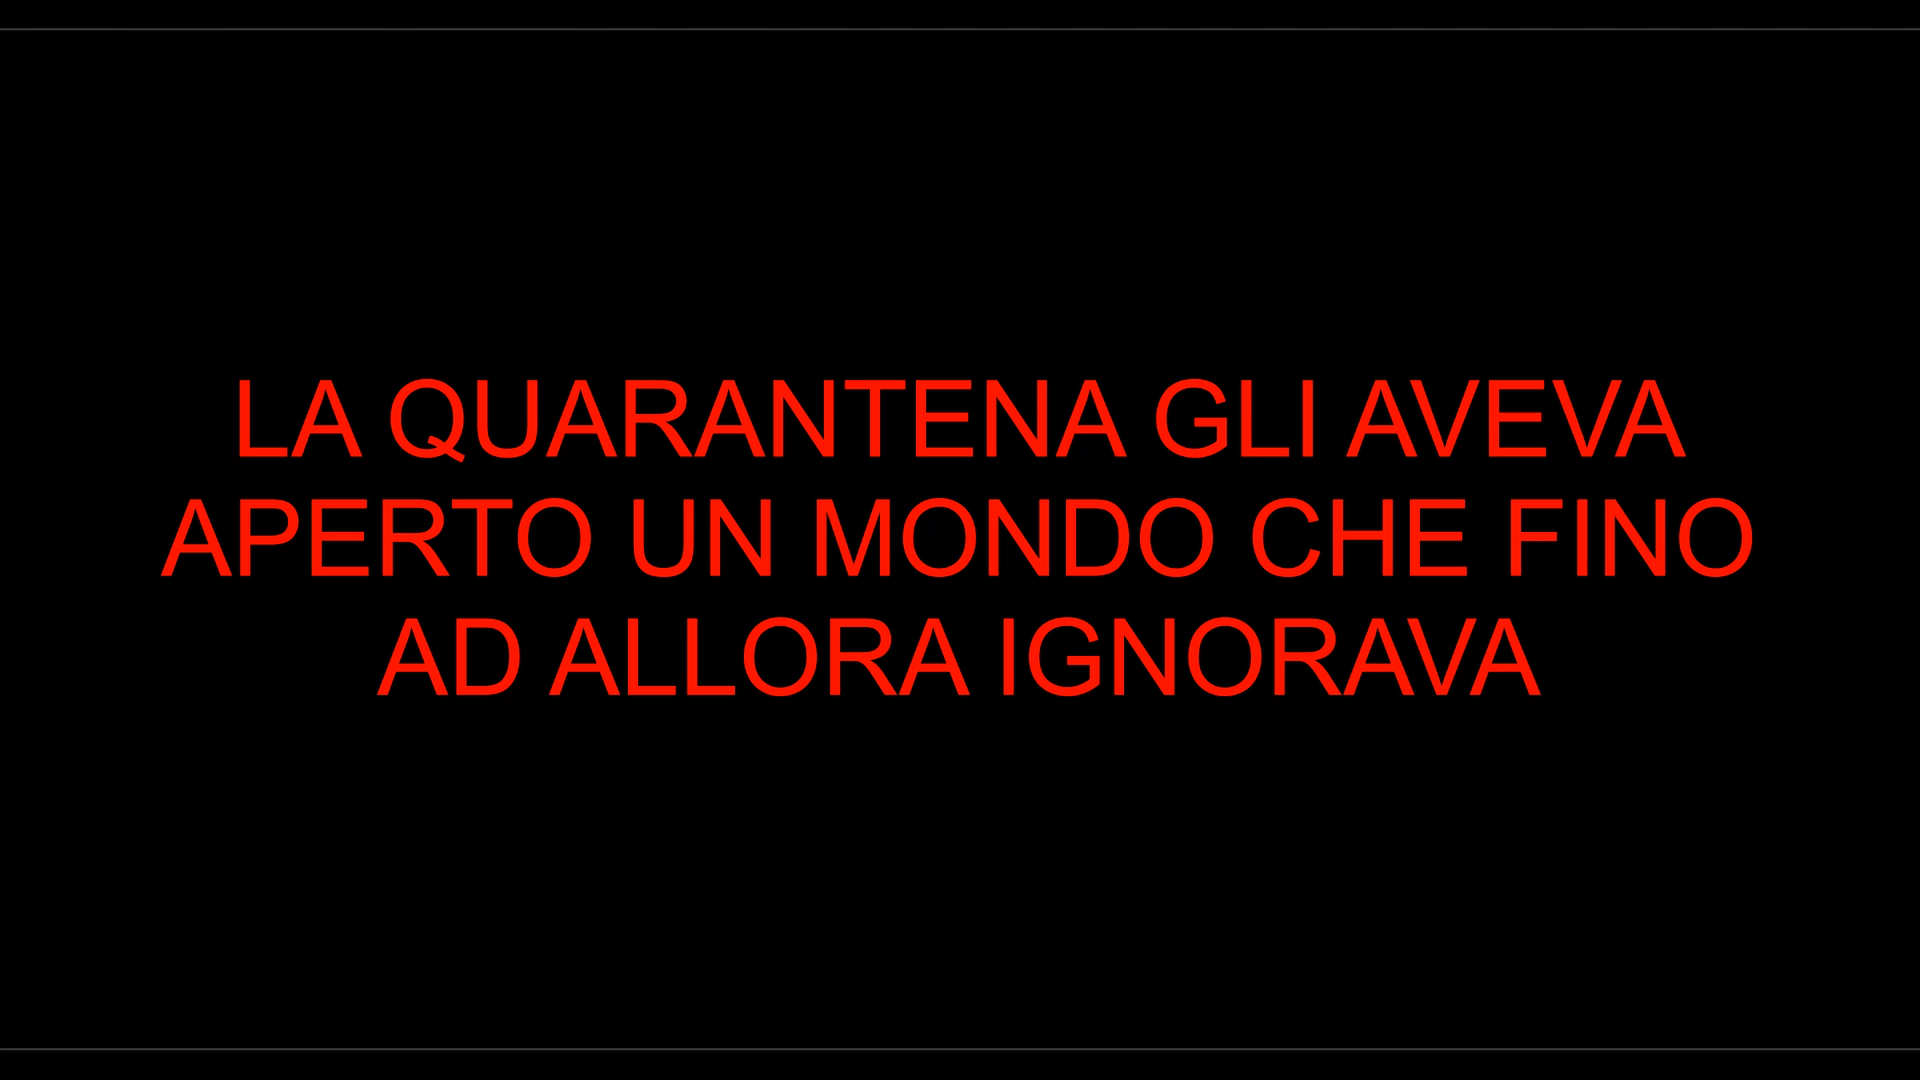 LA QUARANTENA GLI AVEVA
APERTO UN MONDO CHE FINO
AD ALLORA IGNORAVA